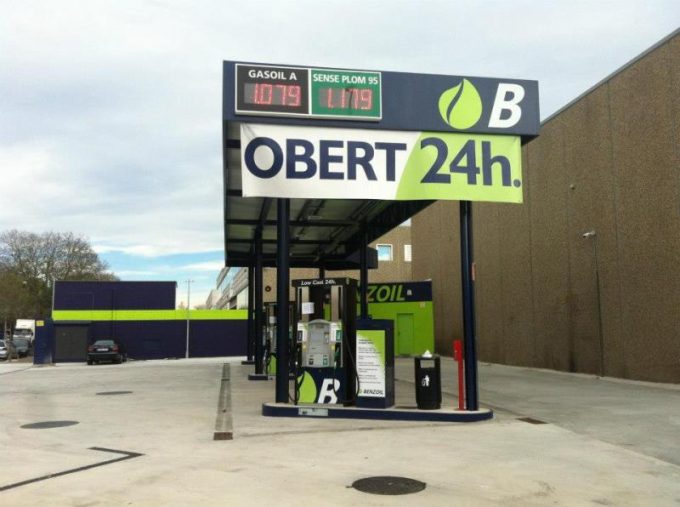 GASOIL A
1.079
SENSE PLOM 95
1.179
B
OBERT 24h.
Low Cost 24h.
ZOIL
B
BENZOIL